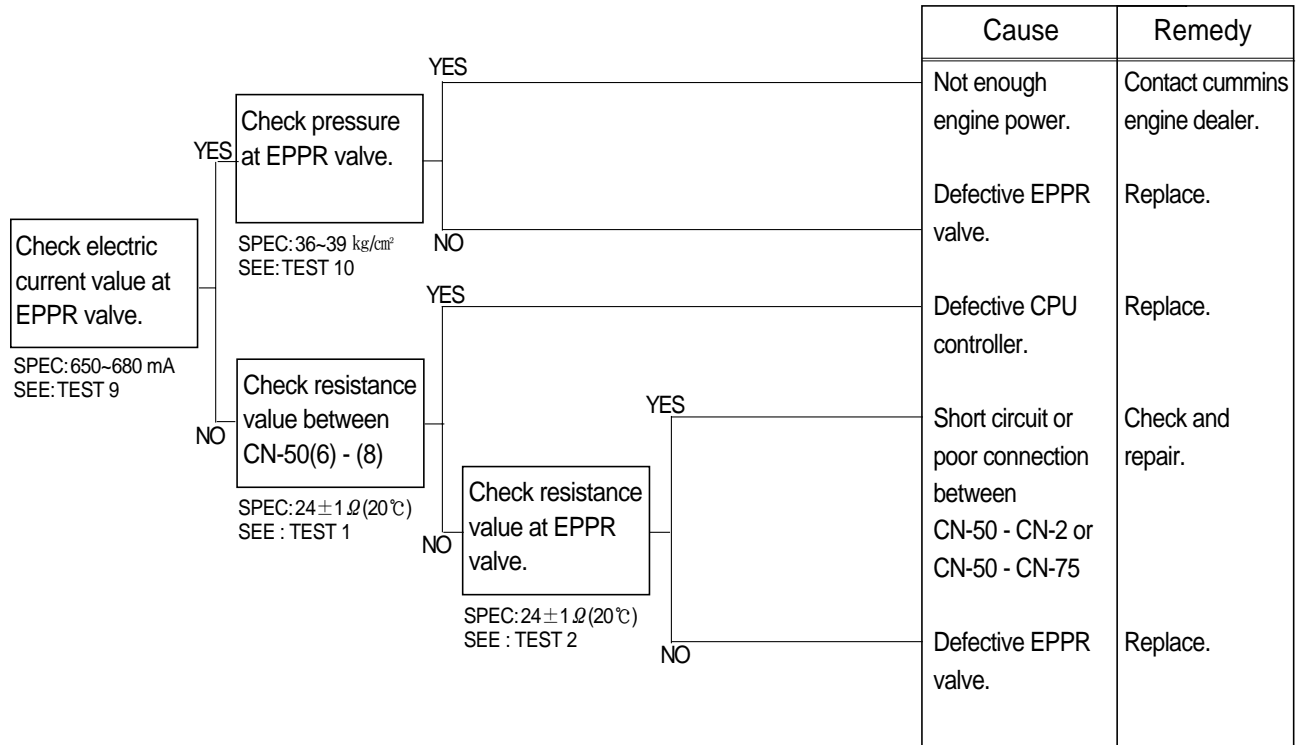 Cause
Remedy
YES
Not enough
engine power.
Contact cummins
engine dealer.
Check pressure
at EPPR valve.
YES
SPEC: 36~39 kg/cm²
SEE: TEST 10
NO
Defective EPPR
valve.
Replace.
Check electric
current value at
EPPR valve.
SPEC: 650~680 mA
SEE: TEST 9
YES
Defective CPU
controller.
Replace.
Check resistance
value between
CN-50(6) - (8)
NO
SPEC: 24±1 Ω (20℃)
SEE : TEST 1
YES
Short circuit or
poor connection
between
CN-50 - CN-2 or
CN-50 - CN-75
Check and
repair.
Check resistance
value at EPPR
valve.
NO
SPEC: 24±1 Ω (20℃)
SEE : TEST 2
NO
Defective EPPR
valve.
Replace.